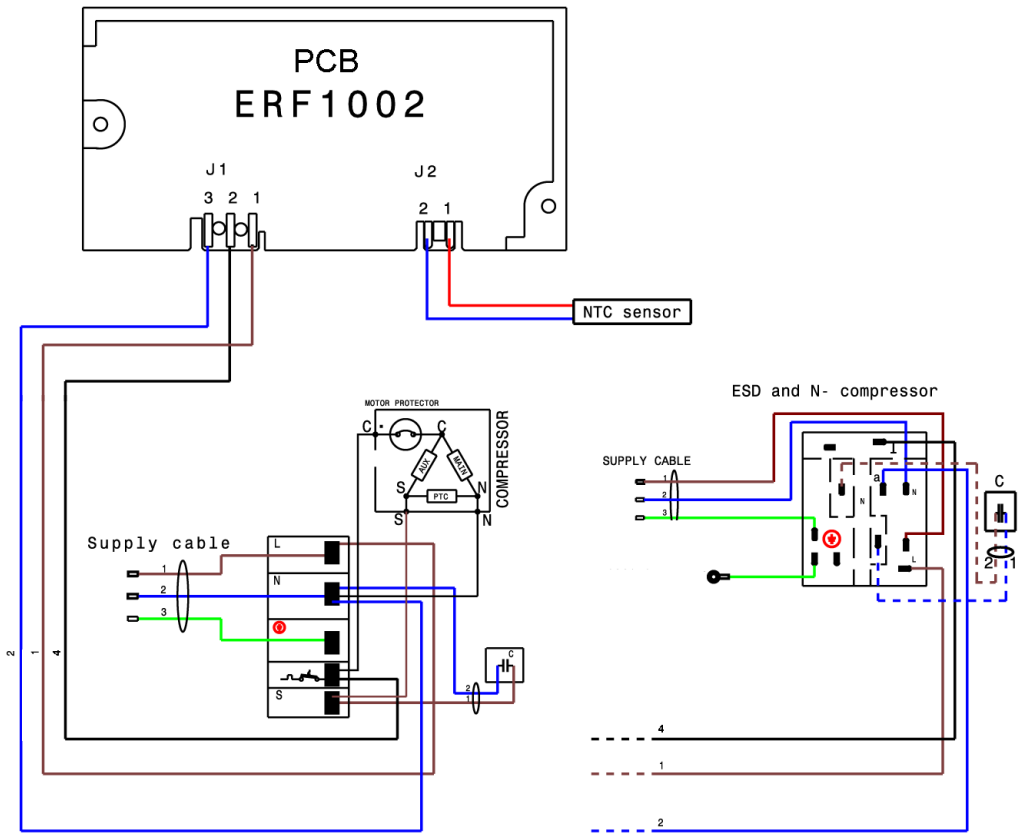 PCB
ERF1002
J1
J2
3 2 1
2 1
NTC sensor
ESD and N- compressor
MOTOR PROTECTOR
C
C
AUX
MAIN
COMPRESSOR
S
N
PTC
S
N
SUPPLY CABLE
1
2
3
a
N
N
L
C
2 1
Supply cable
1
2
3
L
N
S
C
2
1
2
1
4
4
1
2